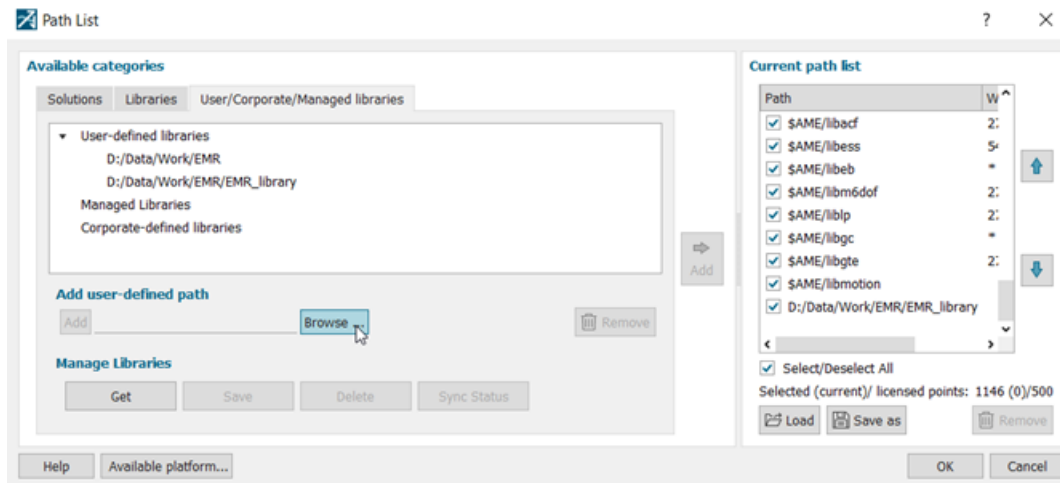 Path List
Available categories
Solutions Libraries User/Corporate/Managed libraries
User-defined libraries
D:/Data/Work/EMR
D:/Data/Work/EMR/EMR_library
Managed Libraries
Corporate-defined libraries
Add user-defined path
Add Browse ...
Remove
Manage Libraries
Get Save Delete Sync Status
Add
Current path list
Path
$AME/libacf
$AME/libess
$AME/libeb *
$AME/libm6dof
$AME/liblp
$AME/libgc *
$AME/libgte
$AME/libmotion
D:/Data/Work/EMR/EMR_library
Select/Deselect All
Selected (current)/ licensed points: 1146 (0)/500
Load Save as Remove
Help Available platform... OK Cancel